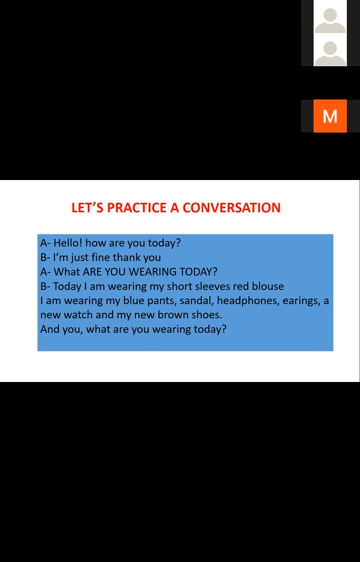 M
LET'S PRACTICE A CONVERSATION
A- Hello! how are you today?
B- I'm just fine thank you
A- What ARE YOU WEARING TODAY?
B- Today I am wearing my short sleeves red blouse
I am wearing my blue pants, sandal, headphones, earings, a
new watch and my new brown shoes.
And you, what are you wearing today?